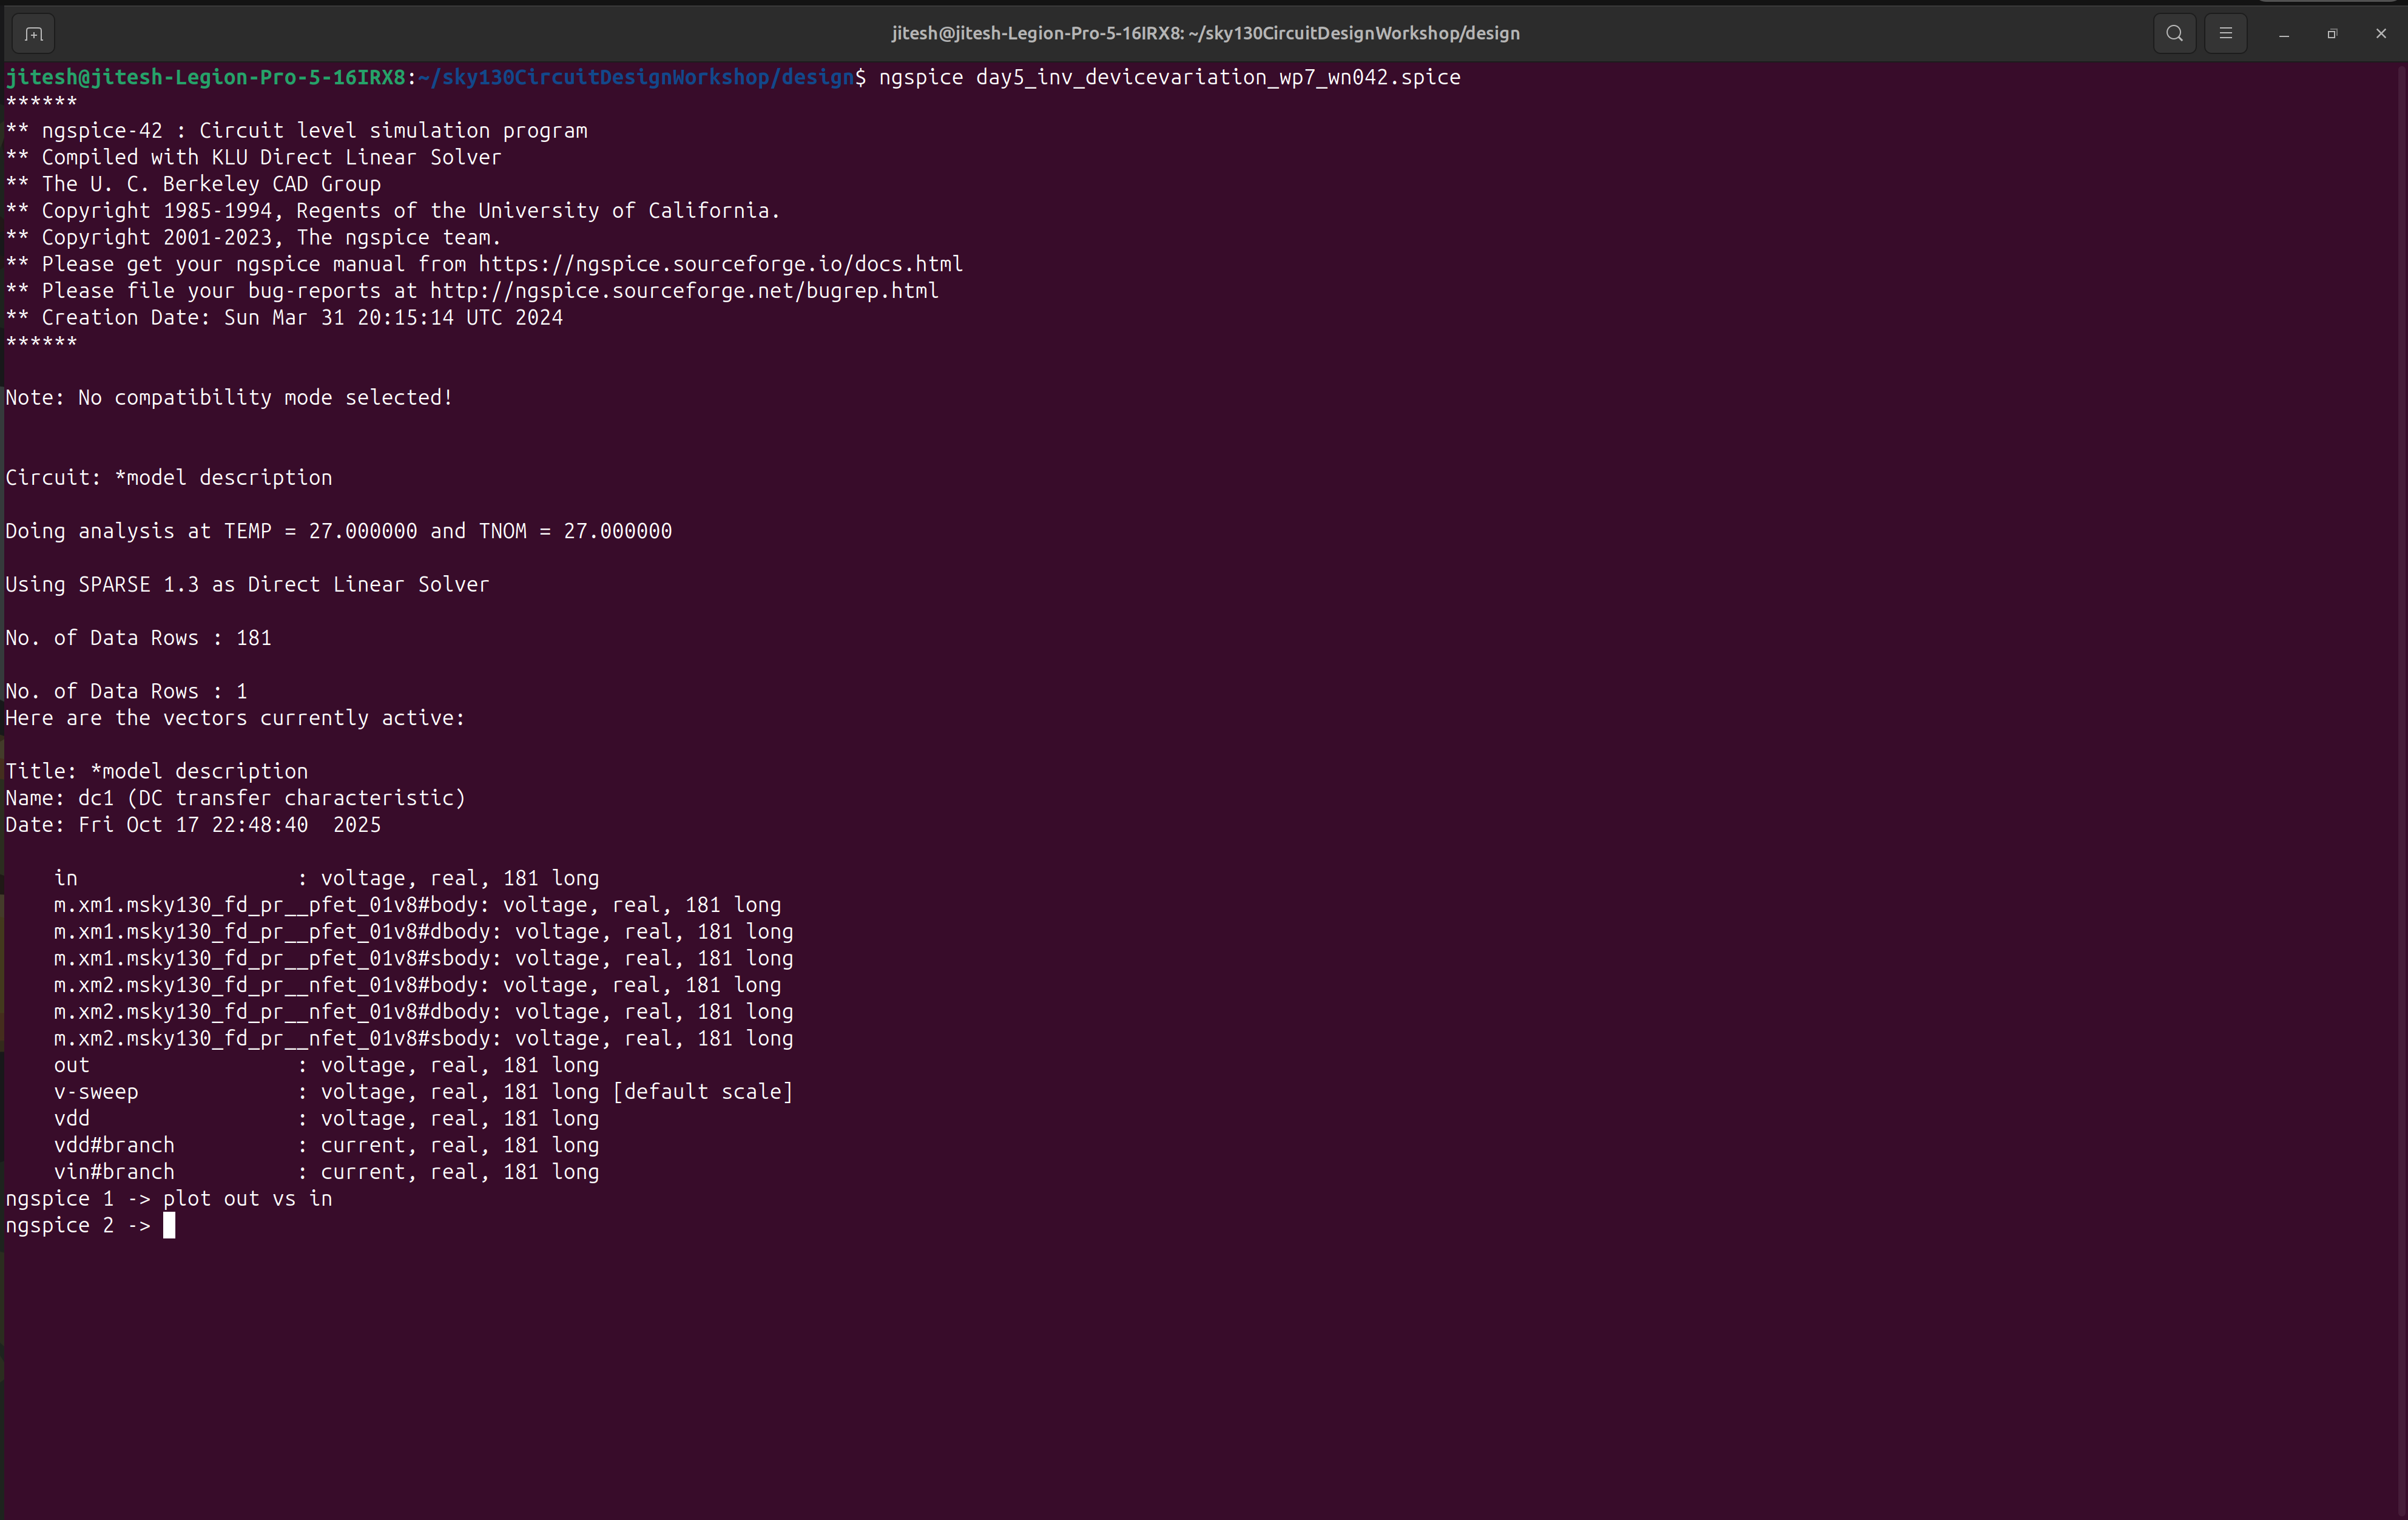 jitesh@jitesh-Legion-Pro-5-16IRX8: ~/sky130CircuitDesignWorkshop/design
jitesh@jitesh-Legion-Pro-5-16IRX8:~/sky130CircuitDesignWorkshop/design$ ngspice day5_inv_devicevariation_wp7_wn042.spice
******
** ngspice-42 : Circuit level simulation program
** Compiled with KLU Direct Linear Solver
** The U. C. Berkeley CAD Group
** Copyright 1985-1994, Regents of the University of California.
** Copyright 2001-2023, The ngspice team.
** Please get your ngspice manual from https://ngspice.sourceforge.io/docs.html
** Please file your bug-reports at http://ngspice.sourceforge.net/bugrep.html
** Creation Date: Sun Mar 31 20:15:14 UTC 2024
******
Note: No compatibility mode selected!
Circuit: *model description
Doing analysis at TEMP = 27.000000 and TNOM = 27.000000
Using SPARSE 1.3 as Direct Linear Solver
No. of Data Rows : 181
No. of Data Rows : 1
Here are the vectors currently active:
Title: *model description
Name: dc1 (DC transfer characteristic)
Date: Fri Oct 17 22:48:40  2025
in                  : voltage, real, 181 long
m.xm1.msky130_fd_pr__pfet_01v8#body: voltage, real, 181 long
m.xm1.msky130_fd_pr__pfet_01v8#dbody: voltage, real, 181 long
m.xm1.msky130_fd_pr__pfet_01v8#sbody: voltage, real, 181 long
m.xm2.msky130_fd_pr__nfet_01v8#body: voltage, real, 181 long
m.xm2.msky130_fd_pr__nfet_01v8#dbody: voltage, real, 181 long
m.xm2.msky130_fd_pr__nfet_01v8#sbody: voltage, real, 181 long
out                 : voltage, real, 181 long
v-sweep             : voltage, real, 181 long [default scale]
vdd                 : voltage, real, 181 long
vdd#branch          : current, real, 181 long
vin#branch          : current, real, 181 long
ngspice 1 -> plot out vs in
ngspice 2 ->